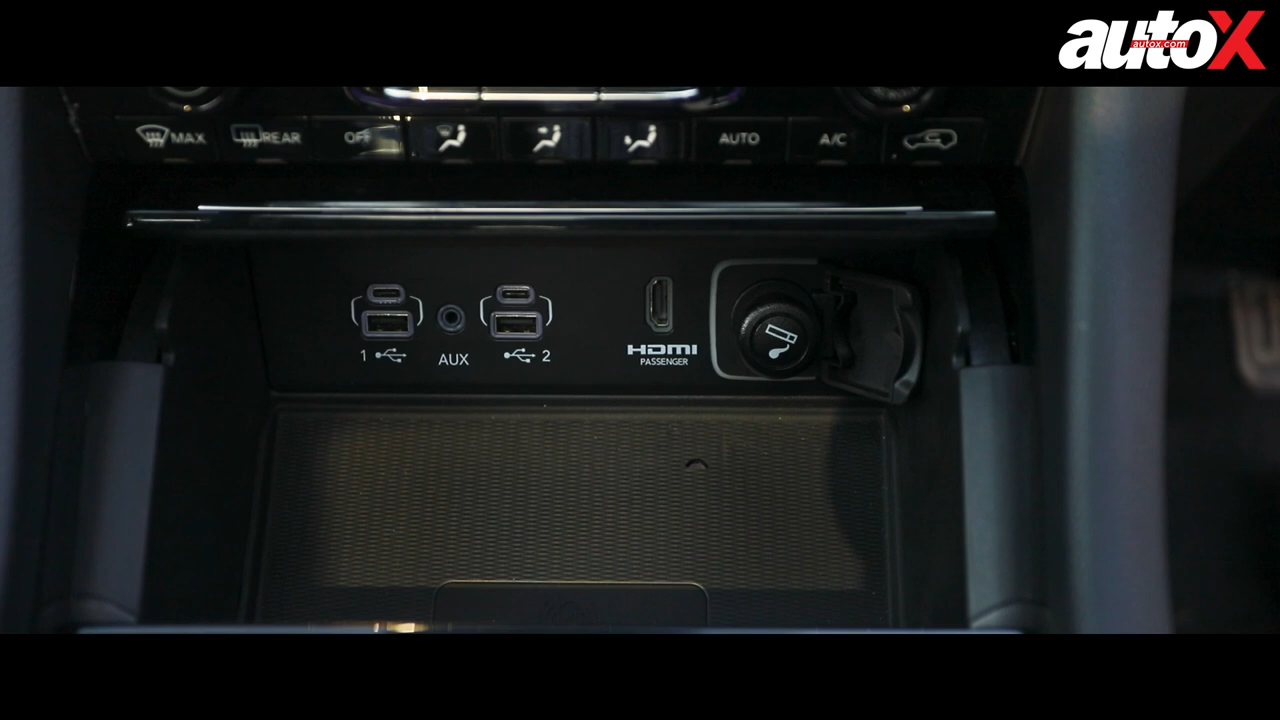 autoX
autox.com
MAX REAR OFF AUTO A/C
1 AUX 2
HDMI
PASSENGER